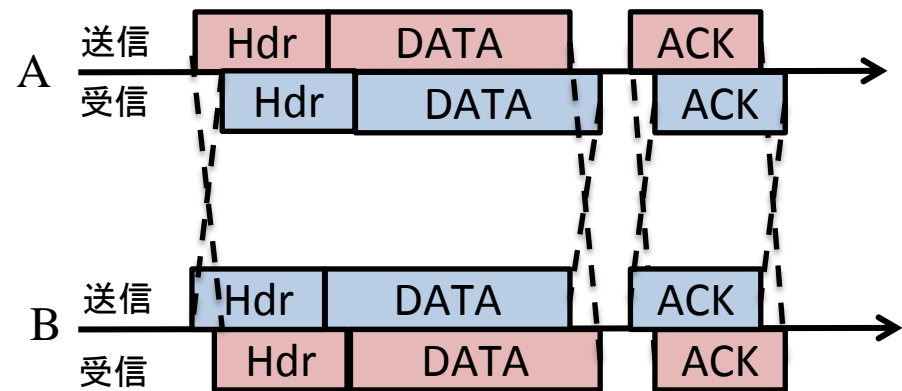 送信 Hdr DATA ACK
A
受信 Hdr DATA ACK
送信 Hdr DATA ACK
B
受信 Hdr DATA ACK